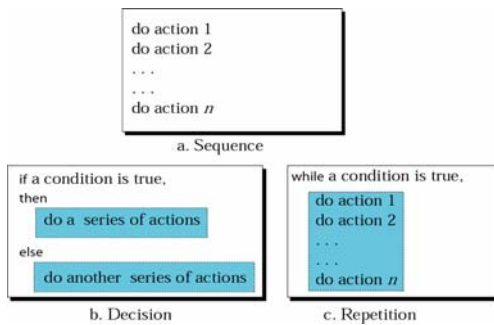 do action 1
do action 2
. . .
. . .
do action n
a. Sequence
if a condition is true,
then
do a series of actions
else
do another series of actions
b. Decision
while a condition is true,
do action 1
do action 2
. . .
. . .
do action n
c. Repetition